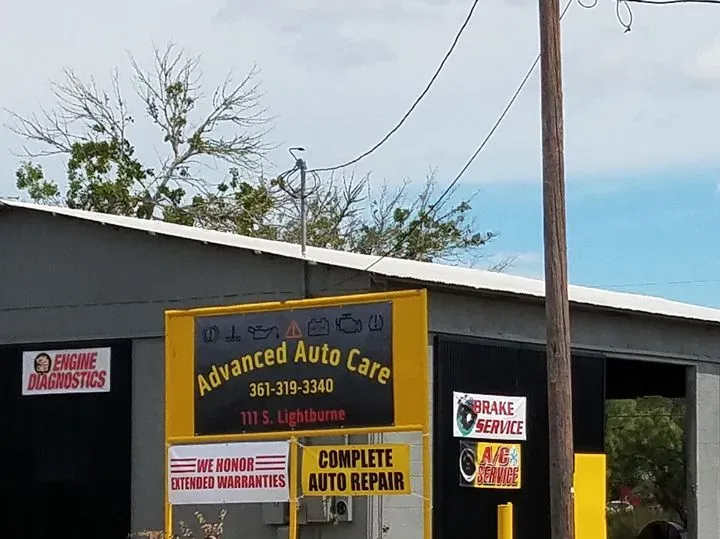 ENGINE
DIAGNOSTICS
Advanced Auto Care
361-319-3340
111 S. Lightburne
WE HONOR
EXTENDED WARRANTIES
COMPLETE
AUTO REPAIR
BRAKE
SERVICE
A/C
SERVICE